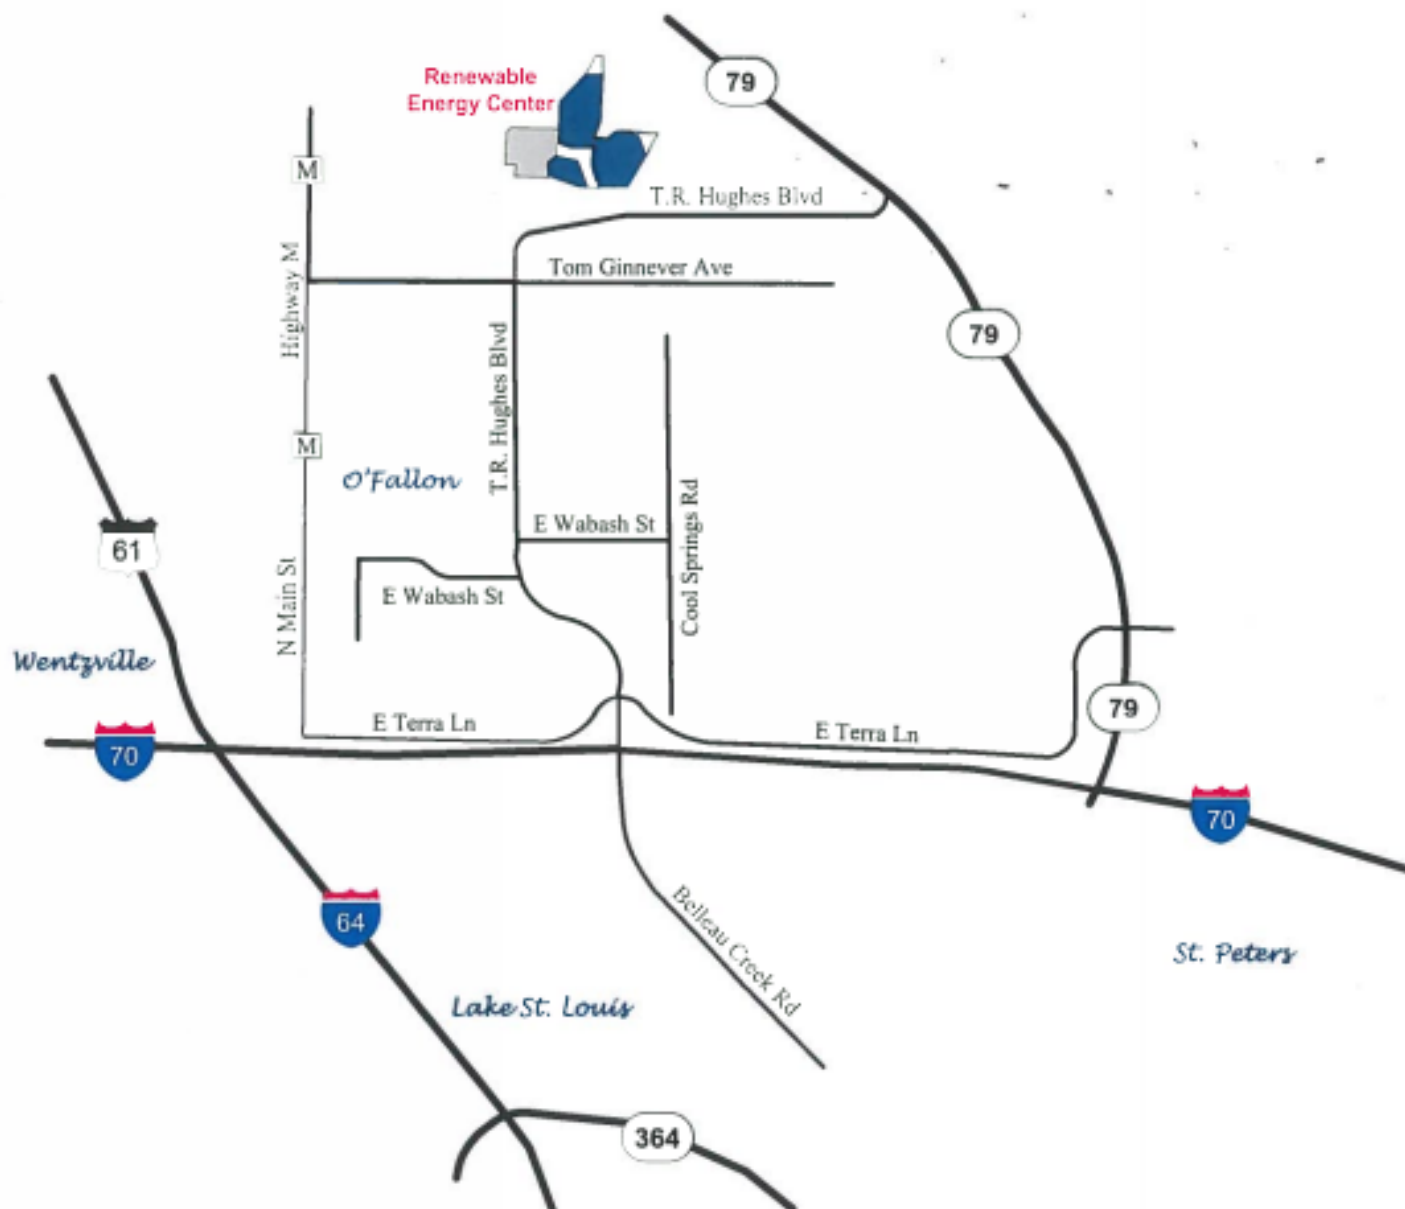 79
Renewable
Energy Center
M
T.R. Hughes Blvd
Highway M
Tom Ginnever Ave
79
T.R. Hughes Blvd
M
O'Fallon
E Wabash St
Cool Springs Rd
61
N Main St
E Wabash St
Wentzville
79
E Terra Ln
E Terra Ln
70
70
64
Belleau Creek Rd
St. Peters
Lake St. Louis
364